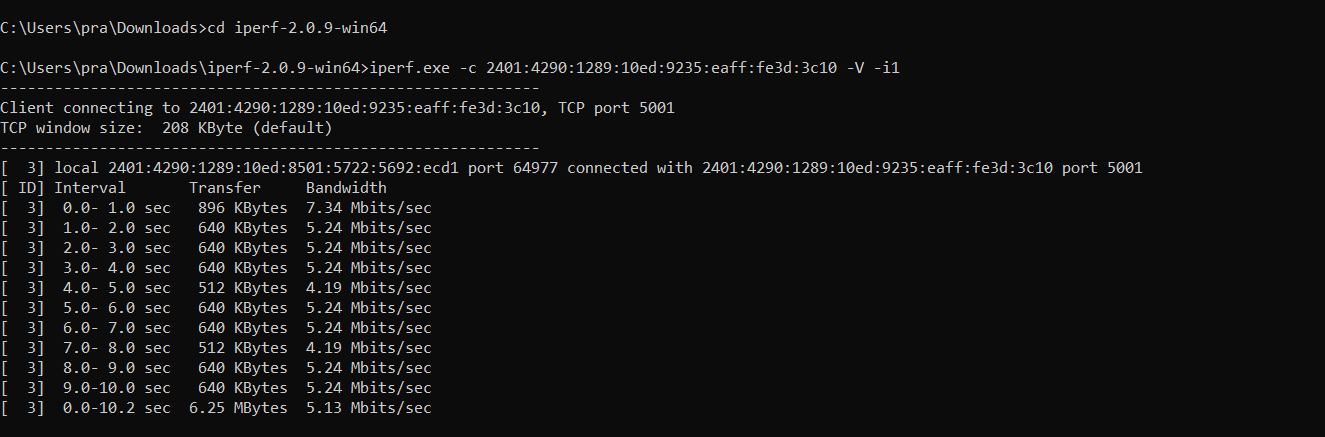 C:\Users\pra\Downloads>cd iperf-2.0.9-win64
C:\Users\pra\Downloads\iperf-2.0.9-win64>iperf.exe -c 2401:4290:1289:10ed:9235:eaff:fe3d:3c10 -V -i1
------------------------------------------------------------
Client connecting to 2401:4290:1289:10ed:9235:eaff:fe3d:3c10, TCP port 5001
TCP window size:  208 KByte (default)
------------------------------------------------------------
[  3] local 2401:4290:1289:10ed:8501:5722:5692:ecd1 port 64977 connected with 2401:4290:1289:10ed:9235:eaff:fe3d:3c10 port 5001
[ ID] Interval       Transfer     Bandwidth
[  3]  0.0- 1.0 sec   896 KBytes  7.34 Mbits/sec
[  3]  1.0- 2.0 sec   640 KBytes  5.24 Mbits/sec
[  3]  2.0- 3.0 sec   640 KBytes  5.24 Mbits/sec
[  3]  3.0- 4.0 sec   640 KBytes  5.24 Mbits/sec
[  3]  4.0- 5.0 sec   512 KBytes  4.19 Mbits/sec
[  3]  5.0- 6.0 sec   640 KBytes  5.24 Mbits/sec
[  3]  6.0- 7.0 sec   640 KBytes  5.24 Mbits/sec
[  3]  7.0- 8.0 sec   512 KBytes  4.19 Mbits/sec
[  3]  8.0- 9.0 sec   640 KBytes  5.24 Mbits/sec
[  3]  9.0-10.0 sec   640 KBytes  5.24 Mbits/sec
[  3]  0.0-10.2 sec  6.25 MBytes  5.13 Mbits/sec